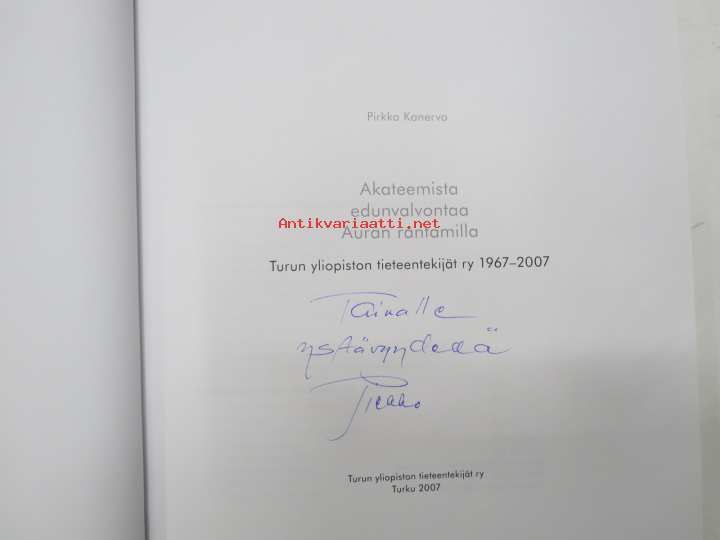 Pirkko Kanervo
Akateemista
edunvalvontaa
Antikvariaatti.net
Auran rantamilla
Turun yliopiston tieteentekijät ry 1967–2007
Tainalle
ystävyydellä
Pirkko
Turun yliopiston tieteentekijät ry
Turku 2007